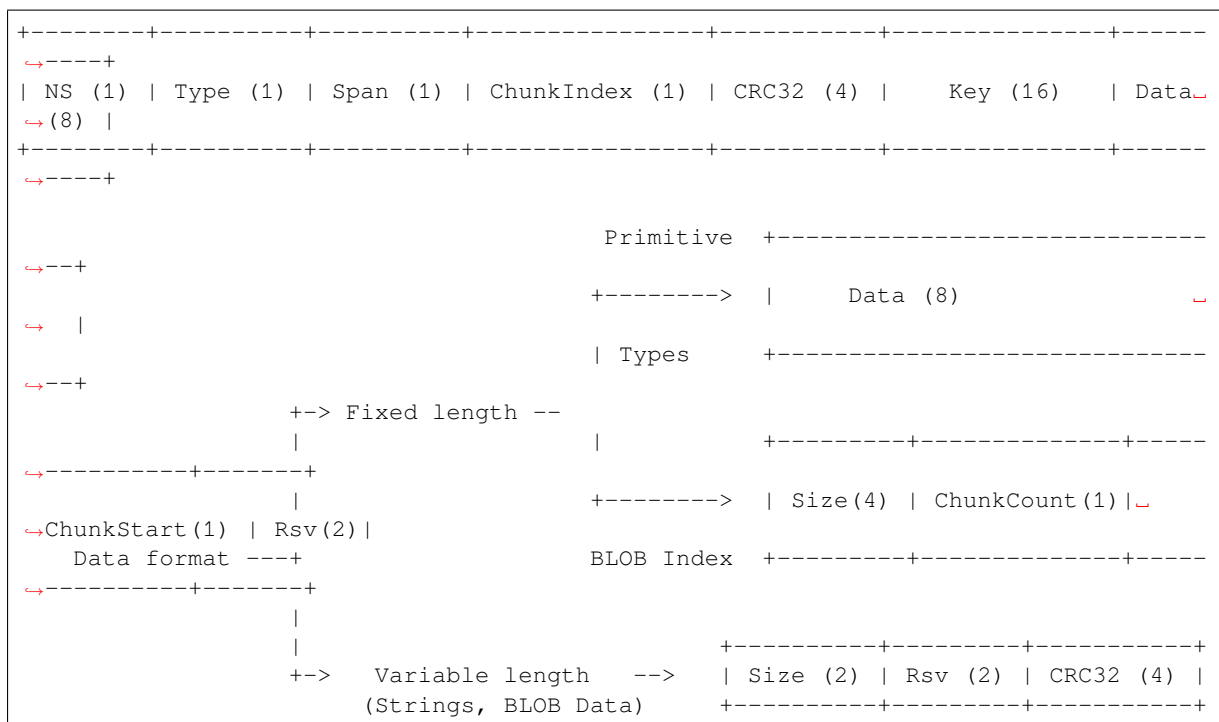 +--------+----------+----------+---------------+-----------+---------------+------
↪----+
| NS (1) | Type (1) | Span (1) | ChunkIndex (1) | CRC32 (4) |    Key (16)   | Data␣
↪(8) |
+--------+----------+----------+---------------+-----------+---------------+------
↪----+

                                         Primitive  +------------------------------
↪--+
                                        +-------->  |     Data (8)                ␣
↪  |
                                        | Types     +------------------------------
↪--+
                   +-> Fixed length --
                   |                    |           +---------+--------------+-----
↪----------+-------+
                   |                    +-------->  | Size(4) | ChunkCount(1)|␣
↪ChunkStart(1) | Rsv(2)|
    Data format ---+                    BLOB Index  +---------+--------------+-----
↪----------+-------+
                   |
                   |                             +----------+---------+-----------+
                   +->   Variable length   -->   | Size (2) | Rsv (2) | CRC32 (4) |
                        (Strings, BLOB Data)     +----------+---------+-----------+